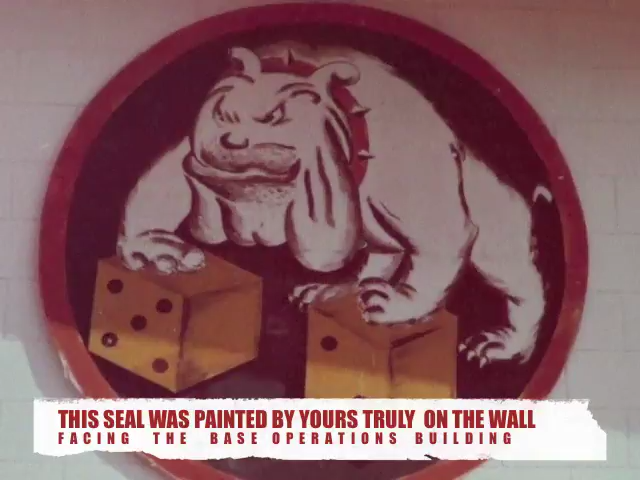 THIS SEAL WAS PAINTED BY YOURS TRULY ON THE WALL
FACING THE BASE OPERATIONS BUILDING